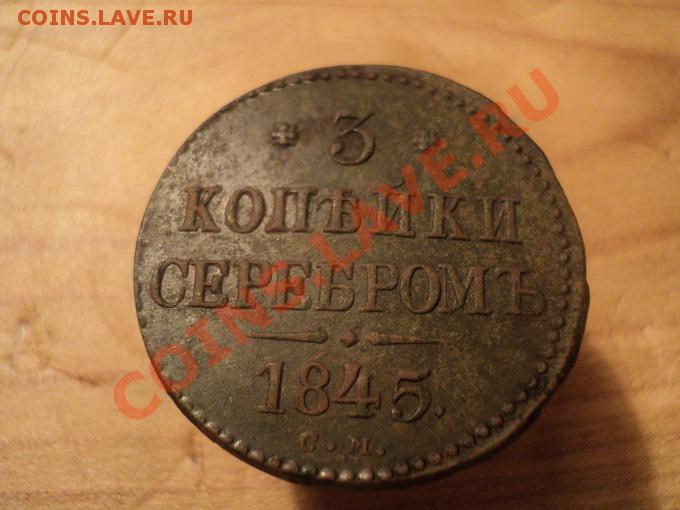 COINS.LAVE.RU
* 3 *
КОПѢЙКИ
СЕРЕБРОМЪ
1845.
С.М.
COINS.LAVE.RU